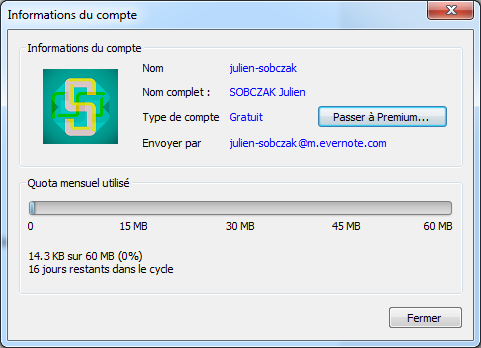 Informations du compte
Informations du compte
Nom julien-sobczak
Nom complet : SOBCZAK Julien
Type de compte Gratuit Passer à Premium...
Envoyer par julien-sobczak@m.evernote.com
Quota mensuel utilisé
0 15 MB 30 MB 45 MB 60 MB
14.3 KB sur 60 MB (0%)
16 jours restants dans le cycle
Fermer